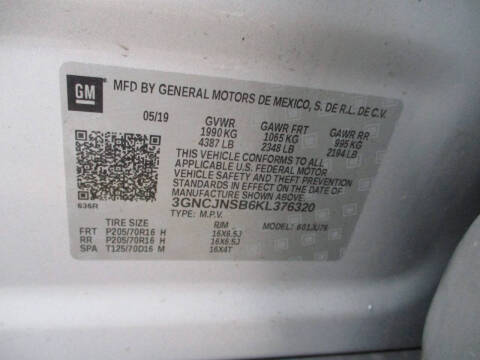 GM
MFD BY GENERAL MOTORS DE MEXICO, S. DE R.L. DE C.V.
05/19 GVWR GAWR FRT GAWR RR
1990 KG 1065 KG 995 KG
4387 LB 2348 LB 2194 LB
THIS VEHICLE CONFORMS TO ALL
APPLICABLE U.S. FEDERAL MOTOR
VEHICLE SAFETY AND THEFT PREVENTION
STANDARDS IN EFFECT ON THE DATE OF
MANUFACTURE SHOWN ABOVE.
636R
3GNCJNSB6KL376320
TYPE: M.P.V.
TIRE SIZE RIM MODEL: 601JU76
FRT P205/70R16 H 16X6.5J
RR P205/70R16 H 16X6.5J
SPA T125/70D16 M 16X4T